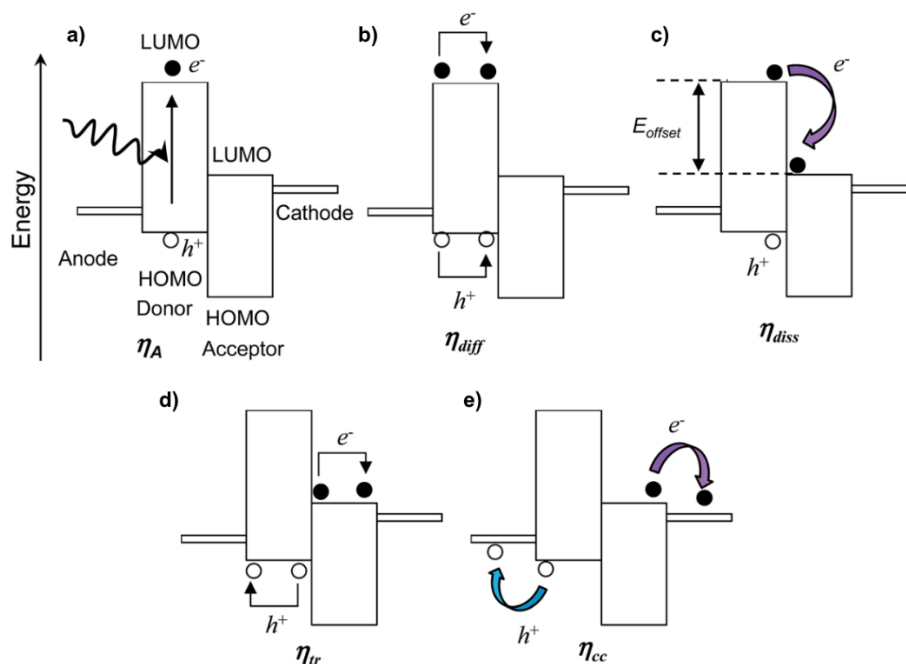 a)
LUMO
e-
Energy
LUMO
Cathode
Anode
h+
HOMO
Donor
HOMO
Acceptor
ηA
b)
e-
h+
ηdiff
c)
e-
Eoffset
h+
ηdiss
d)
e-
h+
ηtr
e)
e-
h+
ηcc